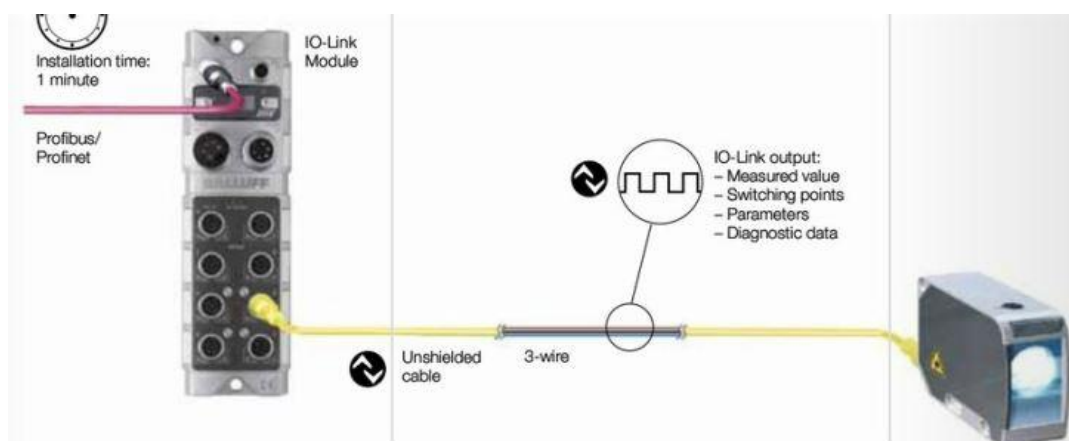 Installation time:
1 minute
IO-Link
Module
Profibus/
Profinet
BALLUFF
IO-Link output:
– Measured value
– Switching points
– Parameters
– Diagnostic data
Unshielded
cable
3-wire